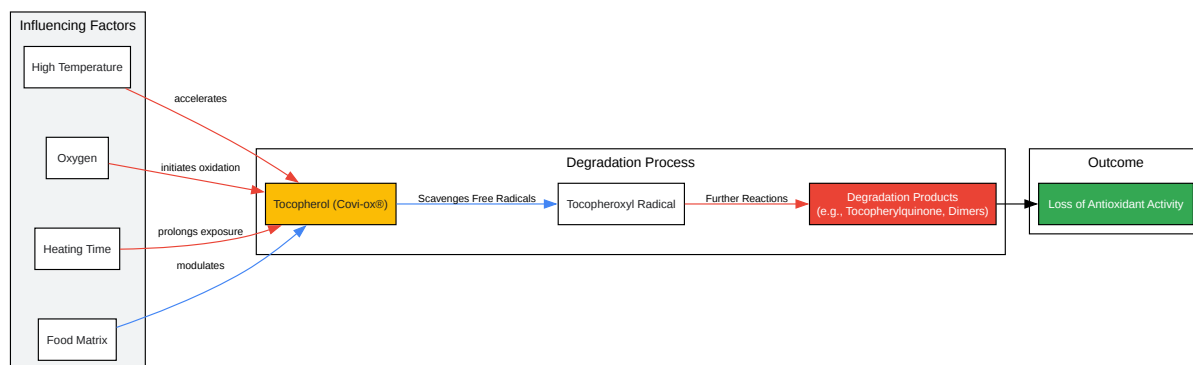 Influencing Factors
High Temperature
accelerates
Oxygen
initiates oxidation
Heating Time
prolongs exposure
modulates
Food Matrix
Degradation Process
Tocopherol (Covi-ox®)
Scavenges Free Radicals
Tocopheroxyl Radical
Further Reactions
Degradation Products
(e.g., Tocopherylquinone, Dimers)
Outcome
Loss of Antioxidant Activity